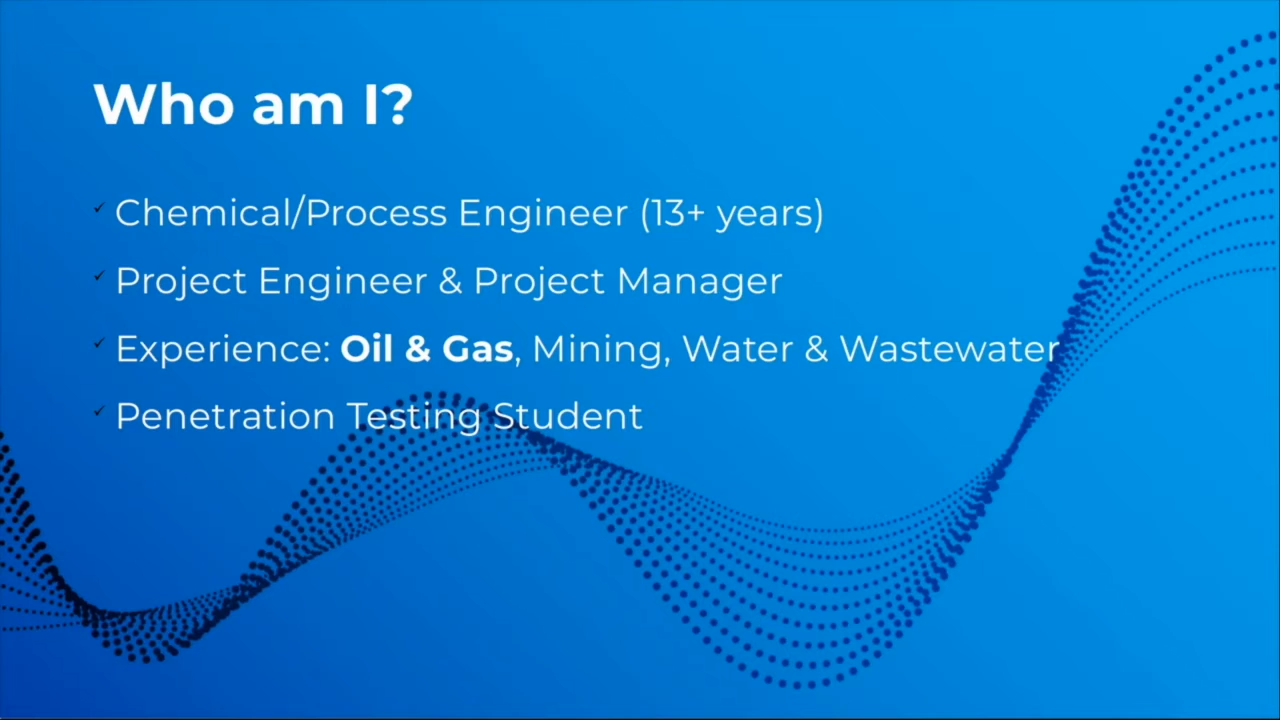 Who am I?
Chemical/Process Engineer (13+ years)
Project Engineer & Project Manager
Experience: Oil & Gas, Mining, Water & Wastewater
Penetration Testing Student